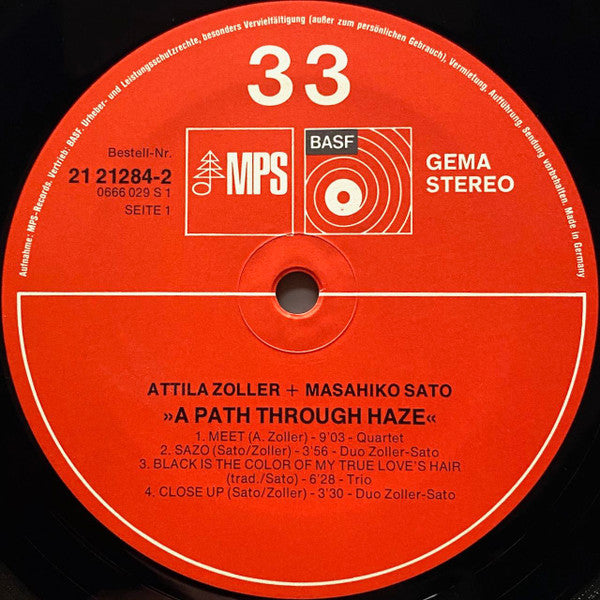 Aufnahme: MPS-Records. Vertrieb: BASF. Urheber- und Leistungsschutzrechte, besonders Vervielfältigung (außer zum persönlichen Gebrauch), Vermietung, Aufführung, Sendung vorbehalten. Made in Germany
33
Bestell-Nr.
21 21284-2
0666 029 S 1
SEITE 1
MPS
BASF
GEMA
STEREO
ATTILA ZOLLER + MASAHIKO SATO
»A PATH THROUGH HAZE«
1. MEET (A. Zoller) - 9'03 - Quartet
2. SAZO (Sato/Zoller) - 3'56 - Duo Zoller-Sato
3. BLACK IS THE COLOR OF MY TRUE LOVE'S HAIR
(trad./Sato) - 6'28 - Trio
4. CLOSE UP (Sato/Zoller) - 3'30 - Duo Zoller-Sato